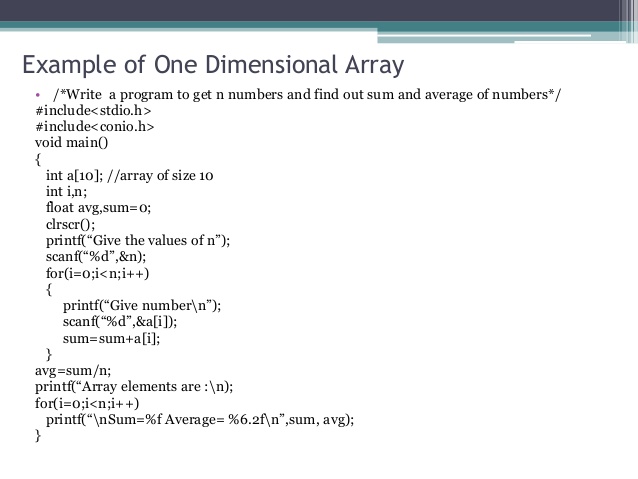 Example of One Dimensional Array
• /*Write a program to get n numbers and find out sum and average of numbers*/
#include<stdio.h>
#include<conio.h>
void main()
{
int a[10]; //array of size 10
int i,n;
float avg,sum=0;
clrscr();
printf(“Give the values of n”);
scanf(“%d”,&n);
for(i=0;i<n;i++)
{
printf(“Give number\n”);
scanf(“%d”,&a[i]);
sum=sum+a[i];
}
avg=sum/n;
printf(“Array elements are :\n);
for(i=0;i<n;i++)
printf(“\nSum=%f Average= %6.2f\n”,sum, avg);
}